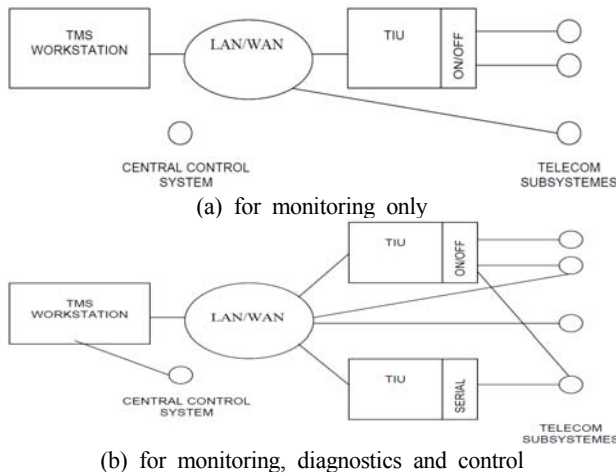 TMS
WORKSTATION
LAN/WAN
TIU
ON/OFF
CENTRAL CONTROL
SYSTEM
TELECOM
SUBSYSTEMES
(a) for monitoring only
TIU
ON/OFF
TMS
WORKSTATION
LAN/WAN
TIU
SERIAL
CENTRAL CONTROL
SYSTEM
TELECOM
SUBSYSTEMES
(b) for monitoring, diagnostics and control